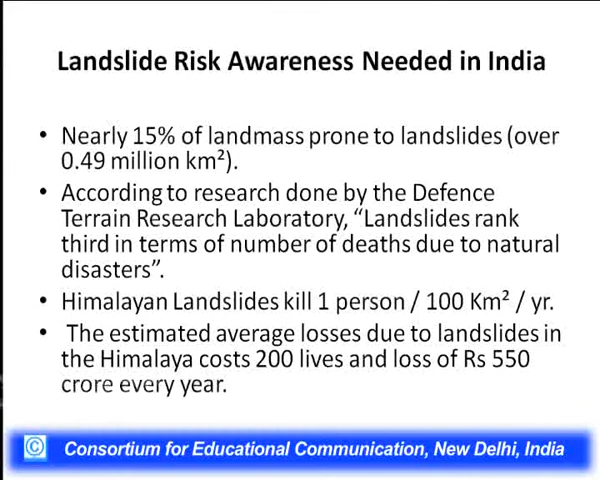 Landslide Risk Awareness Needed in India
• Nearly 15% of landmass prone to landslides (over
0.49 million km²).
• According to research done by the Defence
Terrain Research Laboratory, “Landslides rank
third in terms of number of deaths due to natural
disasters”.
• Himalayan Landslides kill 1 person / 100 Km² / yr.
• The estimated average losses due to landslides in
the Himalaya costs 200 lives and loss of Rs 550
crore every year.
© Consortium for Educational Communication, New Delhi, India